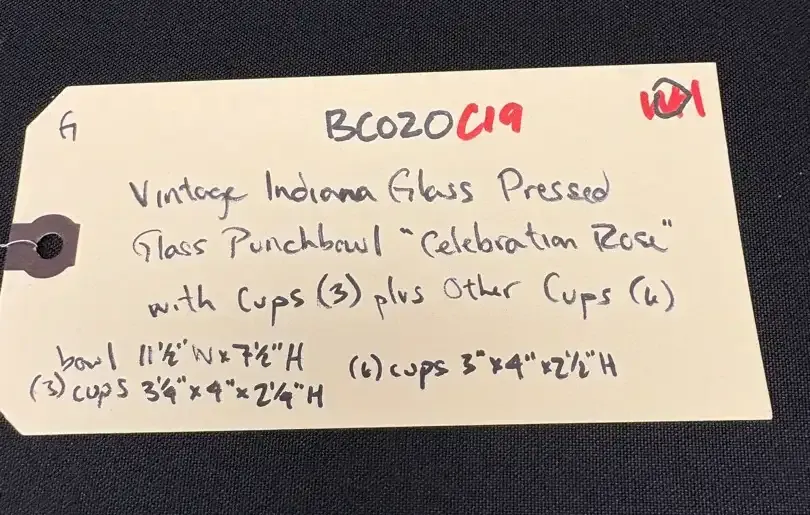 G
BC020C19
Vintage Indiana Glass Pressed
Glass Punchbowl "Celebration Rose"
with Cups (3) plus Other Cups (6)
bowl 11½" W x 7½" H
(3) cups 3¼" x 4" x 2¼" H
(6) cups 3" x 4" x 2½" H